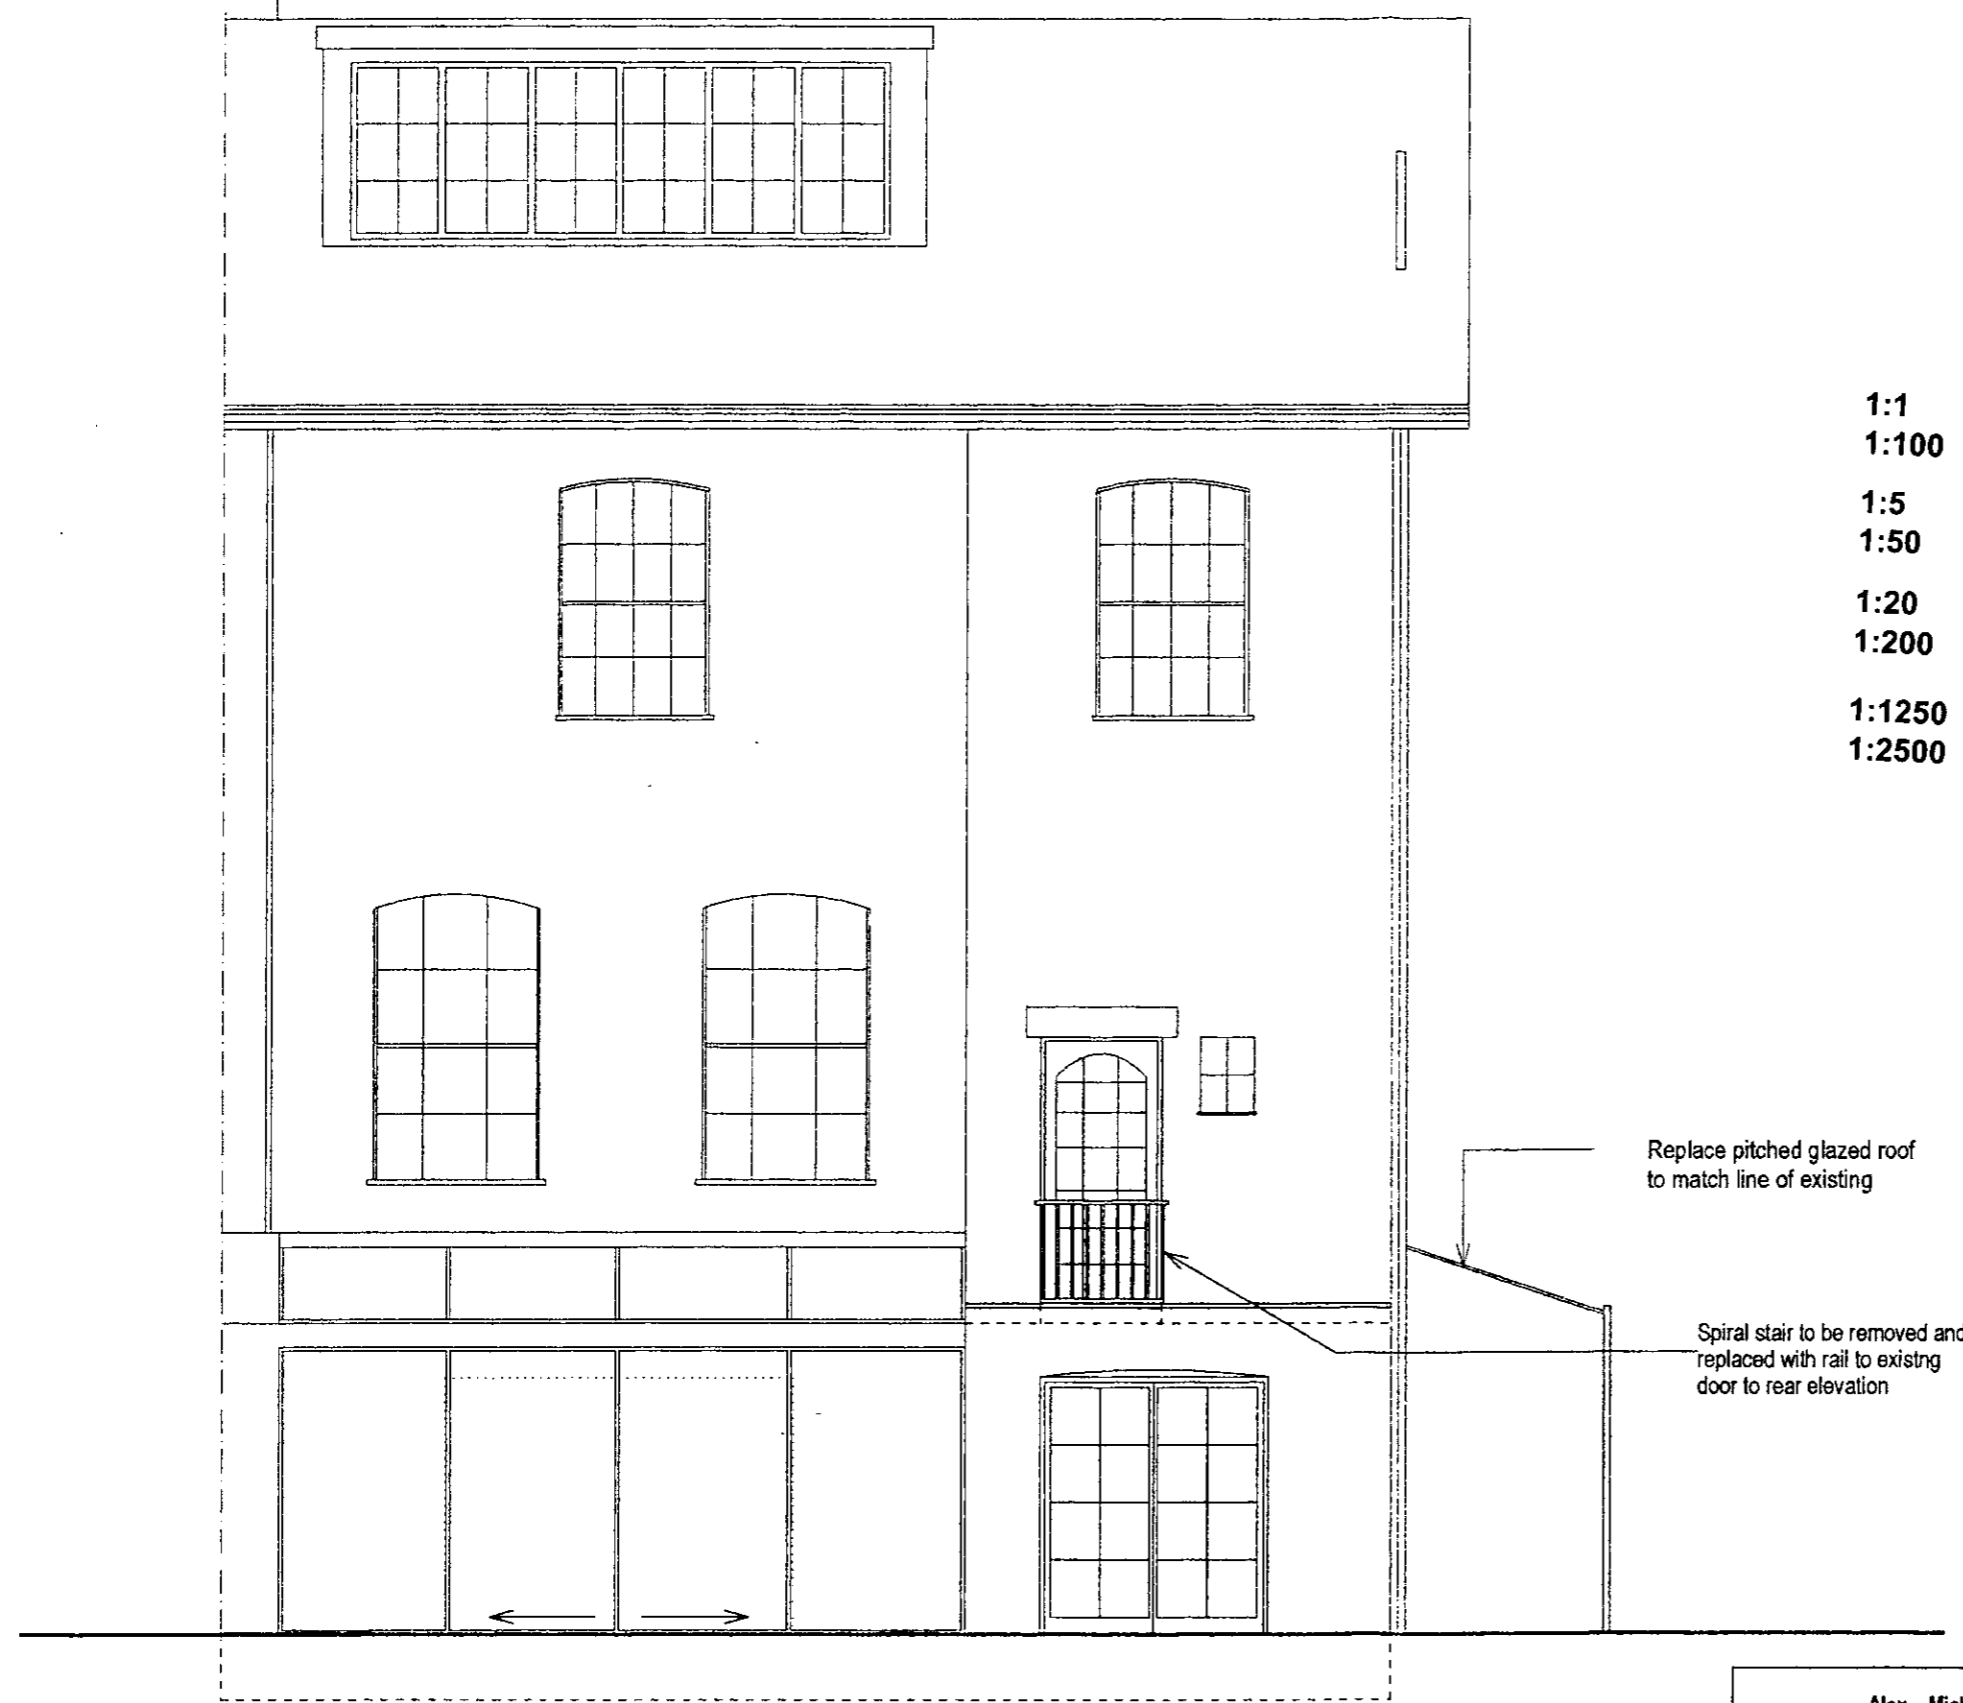 1:1
1:100
1:5
1:50
1:20
1:200
1:1250
1:2500
Replace pitched glazed roof
to match line of existing
Spiral stair to be removed and
replaced with rail to existng
door to rear elevation